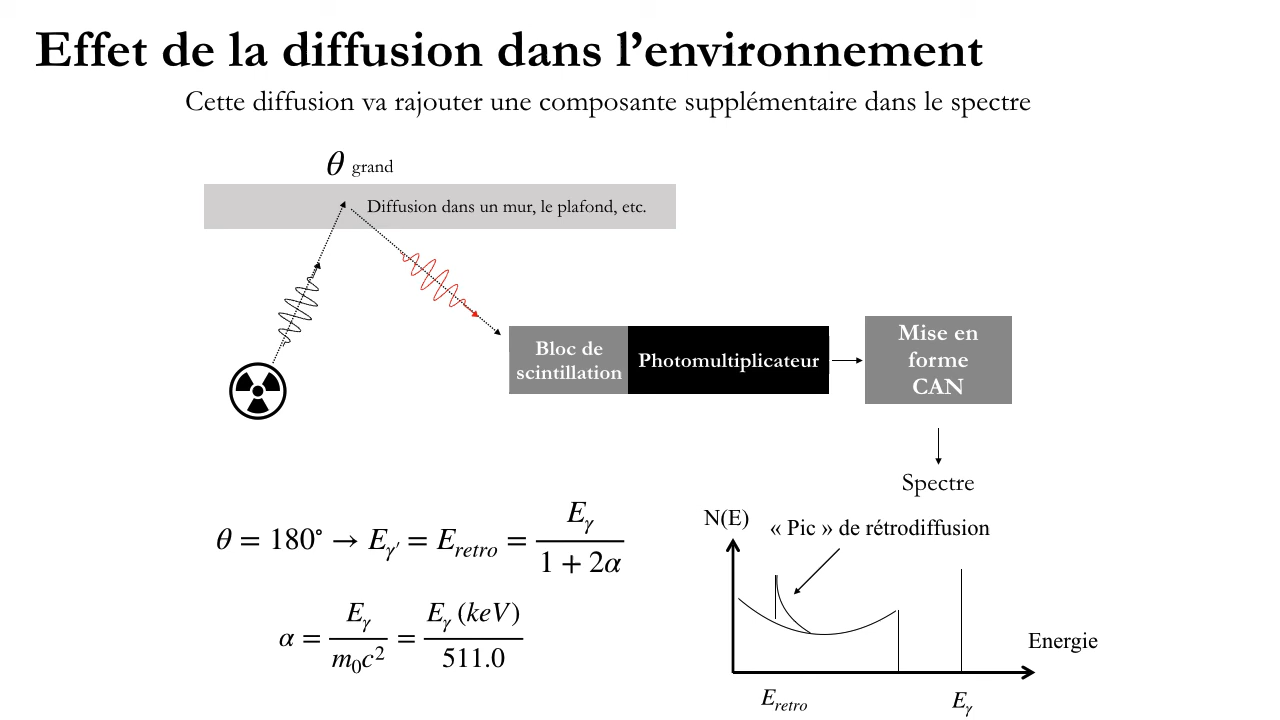 Effet de la diffusion dans l’environnement
Cette diffusion va rajouter une composante supplémentaire dans le spectre
θ grand
Diffusion dans un mur, le plafond, etc.
Bloc de
scintillation
Photomultiplicateur
Mise en
forme
CAN
Spectre
θ = 180° → E_γ′ = E_retro = E_γ / (1 + 2α)
α = E_γ / (m_0c^2) = E_γ (keV) / 511.0
N(E)
« Pic » de rétrodiffusion
Energie
E_retro
E_γ